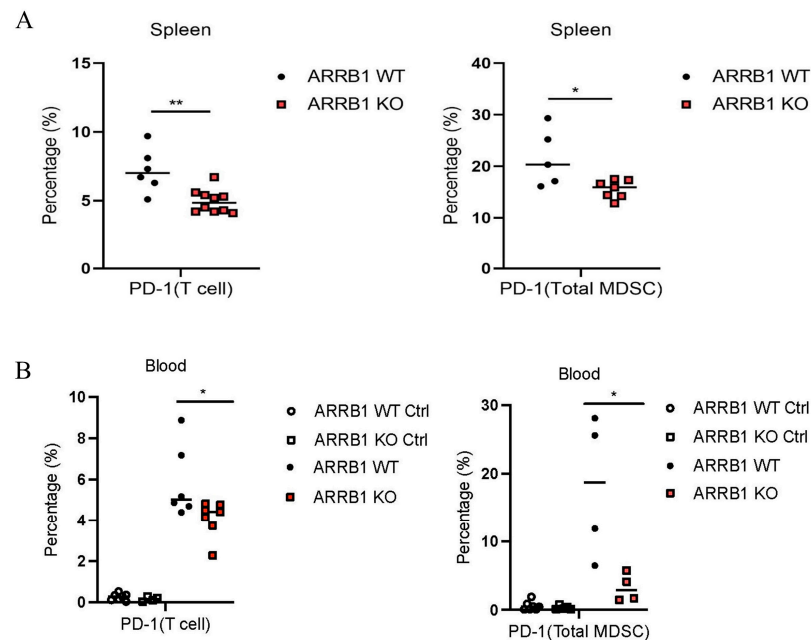 A
Spleen
Percentage (%)
15
10
5
0
**
ARRB1 WT
ARRB1 KO
PD-1(T cell)
Spleen
Percentage (%)
40
30
20
10
0
*
ARRB1 WT
ARRB1 KO
PD-1(Total MDSC)
B
Blood
Percentage (%)
10
8
6
4
2
0
*
ARRB1 WT Ctrl
ARRB1 KO Ctrl
ARRB1 WT
ARRB1 KO
PD-1(T cell)
Blood
Percentage (%)
30
20
10
0
*
ARRB1 WT Ctrl
ARRB1 KO Ctrl
ARRB1 WT
ARRB1 KO
PD-1(Total MDSC)